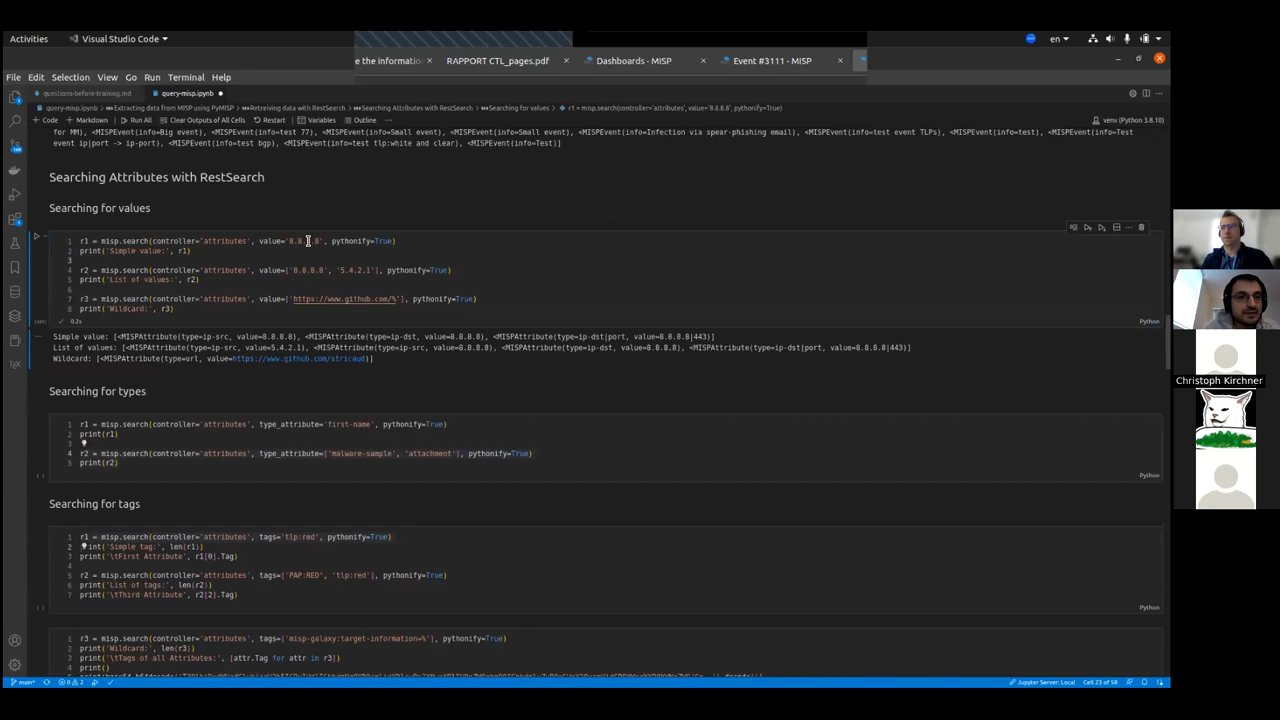 Activities Visual Studio Code en
e the informatio RAPPORT CTL_pages.pdf Dashboards - MISP Event #3111 — MISP
File Edit Selection View Go Run Terminal Help
questions-before-training.md query-misp.ipynb
query-misp.ipynb > Extracting data from MISP using PyMISP > Retreiving data with RestSearch > Searching Attributes with RestSearch > Searching for values > r1 = misp.search(controller='attributes', value='8.8.8.8', pythonify=True)
+ Code + Markdown Run All Clear Outputs of All Cells Restart Variables Outline ... venv (Python 3.8.10)
for MM), <MISPEvent(info=Big event), <MISPEvent(info=test 77), <MISPEvent(info=Small event), <MISPEvent(info=Small event), <MISPEvent(info=Infection via spear-phishing email), <MISPEvent(info=test event TLPs), <MISPEvent(info=test), <MISPEvent(info=Test
event ip|port -> ip-port), <MISPEvent(info=test bgp), <MISPEvent(info=test tlp:white and clear), <MISPEvent(info=Test)]
Searching Attributes with RestSearch
Searching for values
1 r1 = misp.search(controller='attributes', value='8.8.8.8', pythonify=True)
2 print('Simple value:', r1)
3
4 r2 = misp.search(controller='attributes', value=['8.8.8.8', '5.4.2.1'], pythonify=True)
5 print('List of values:', r2)
6
7 r3 = misp.search(controller='attributes', value=['https://www.github.com/%'], pythonify=True)
8 print('Wildcard:', r3)
0.2s Python
Simple value: [<MISPAttribute(type=ip-src, value=8.8.8.8), <MISPAttribute(type=ip-dst, value=8.8.8.8), <MISPAttribute(type=ip-dst|port, value=8.8.8.8|443)]
List of values: [<MISPAttribute(type=ip-src, value=5.4.2.1), <MISPAttribute(type=ip-src, value=8.8.8.8), <MISPAttribute(type=ip-dst, value=8.8.8.8), <MISPAttribute(type=ip-dst|port, value=8.8.8.8|443)]
Wildcard: [<MISPAttribute(type=url, value=https://www.github.com/stricaud)]
Searching for types
1 r1 = misp.search(controller='attributes', type_attribute='first-name', pythonify=True)
2 print(r1)
3
4 r2 = misp.search(controller='attributes', type_attribute=['malware-sample', 'attachment'], pythonify=True)
5 print(r2)
[ ] Python
Searching for tags
1 r1 = misp.search(controller='attributes', tags='tlp:red', pythonify=True)
2 print('Simple tag:', len(r1))
3 print('\tFirst Attribute', r1[0].Tag)
4
5 r2 = misp.search(controller='attributes', tags=['PAP:RED', 'tlp:red'], pythonify=True)
6 print('List of tags:', len(r2))
7 print('\tThird Attribute', r2[2].Tag)
[ ] Python
1 r3 = misp.search(controller='attributes', tags=['misp-galaxy:target-information=%'], pythonify=True)
2 print('Wildcard:', len(r3))
3 print('\tTags of all Attributes:', [attr.Tag for attr in r3])
4 print()
main* 0 2 Jupyter Server: Local Cell 23 of 58
Christoph Kirchner